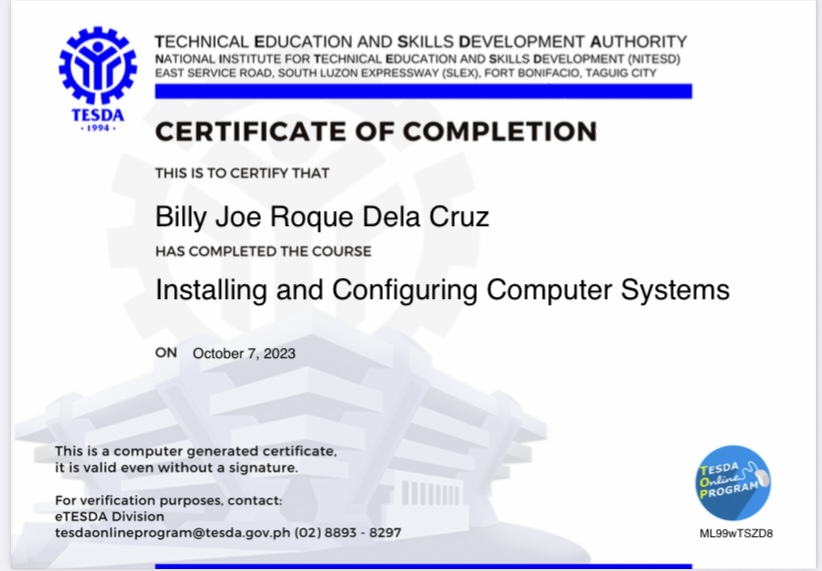 TECHNICAL EDUCATION AND SKILLS DEVELOPMENT AUTHORITY
NATIONAL INSTITUTE FOR TECHNICAL EDUCATION AND SKILLS DEVELOPMENT (NITESD)
EAST SERVICE ROAD, SOUTH LUZON EXPRESSWAY (SLEX), FORT BONIFACIO, TAGUIG CITY
TESDA
· 1994 ·
CERTIFICATE OF COMPLETION
THIS IS TO CERTIFY THAT
Billy Joe Roque Dela Cruz
HAS COMPLETED THE COURSE
Installing and Configuring Computer Systems
ON October 7, 2023
This is a computer generated certificate,
it is valid even without a signature.
For verification purposes, contact:
eTESDA Division
tesdaonlineprogram@tesda.gov.ph (02) 8893 - 8297
TESDA
Online
PROGRAM
ML99wTSZD8